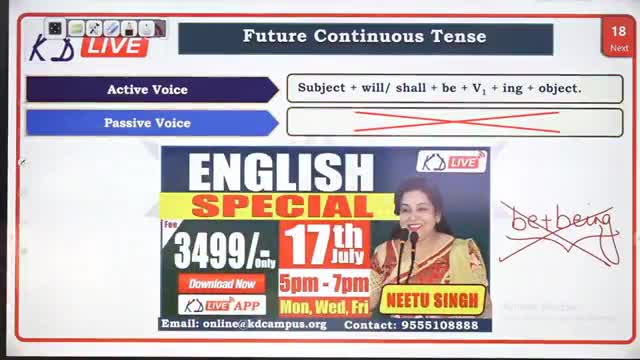 KD LIVE
Future Continuous Tense
18
Next
Active Voice
Subject + will/ shall + be + V₁ + ing + object.
Passive Voice
ENGLISH
SPECIAL
KD LIVE
Fee
3499/-
Only
17th
July
Download Now
5pm - 7pm
KD LIVE APP
Mon, Wed, Fri
NEETU SINGH
Email: online@kdcampus.org Contact: 9555108888
be+being